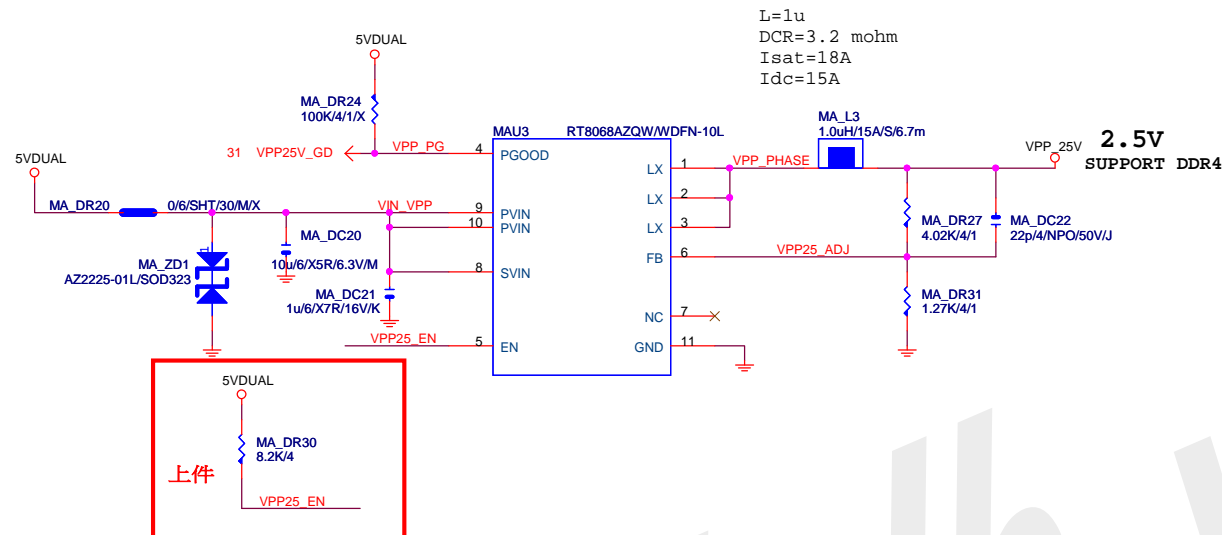 L=1u
DCR=3.2 mohm
Isat=18A
Idc=15A
5VDUAL
MA_DR24
100K/4/1/X
31 VPP25V_GD
VPP_PG
4
PGOOD
MAU3
RT8068AZQW/WDFN-10L
LX
1
LX
2
LX
3
FB
6
NC
7
GND
11
VPP_PHASE
MA_L3
1.0uH/15A/S/6.7m
VPP_25V
2.5V
SUPPORT DDR4
5VDUAL
MA_DR20
0/6/SHT/30/M/X
VIN_VPP
9
PVIN
10
PVIN
8
SVIN
5
EN
MA_ZD1
AZ2225-01L/SOD323
1
MA_DC20
10u/6/X5R/6.3V/M
MA_DC21
1u/6/X7R/16V/K
VPP25_EN
VPP25_ADJ
MA_DR27
4.02K/4/1
MA_DC22
22p/4/NPO/50V/J
MA_DR31
1.27K/4/1
5VDUAL
MA_DR30
8.2K/4
上件
VPP25_EN